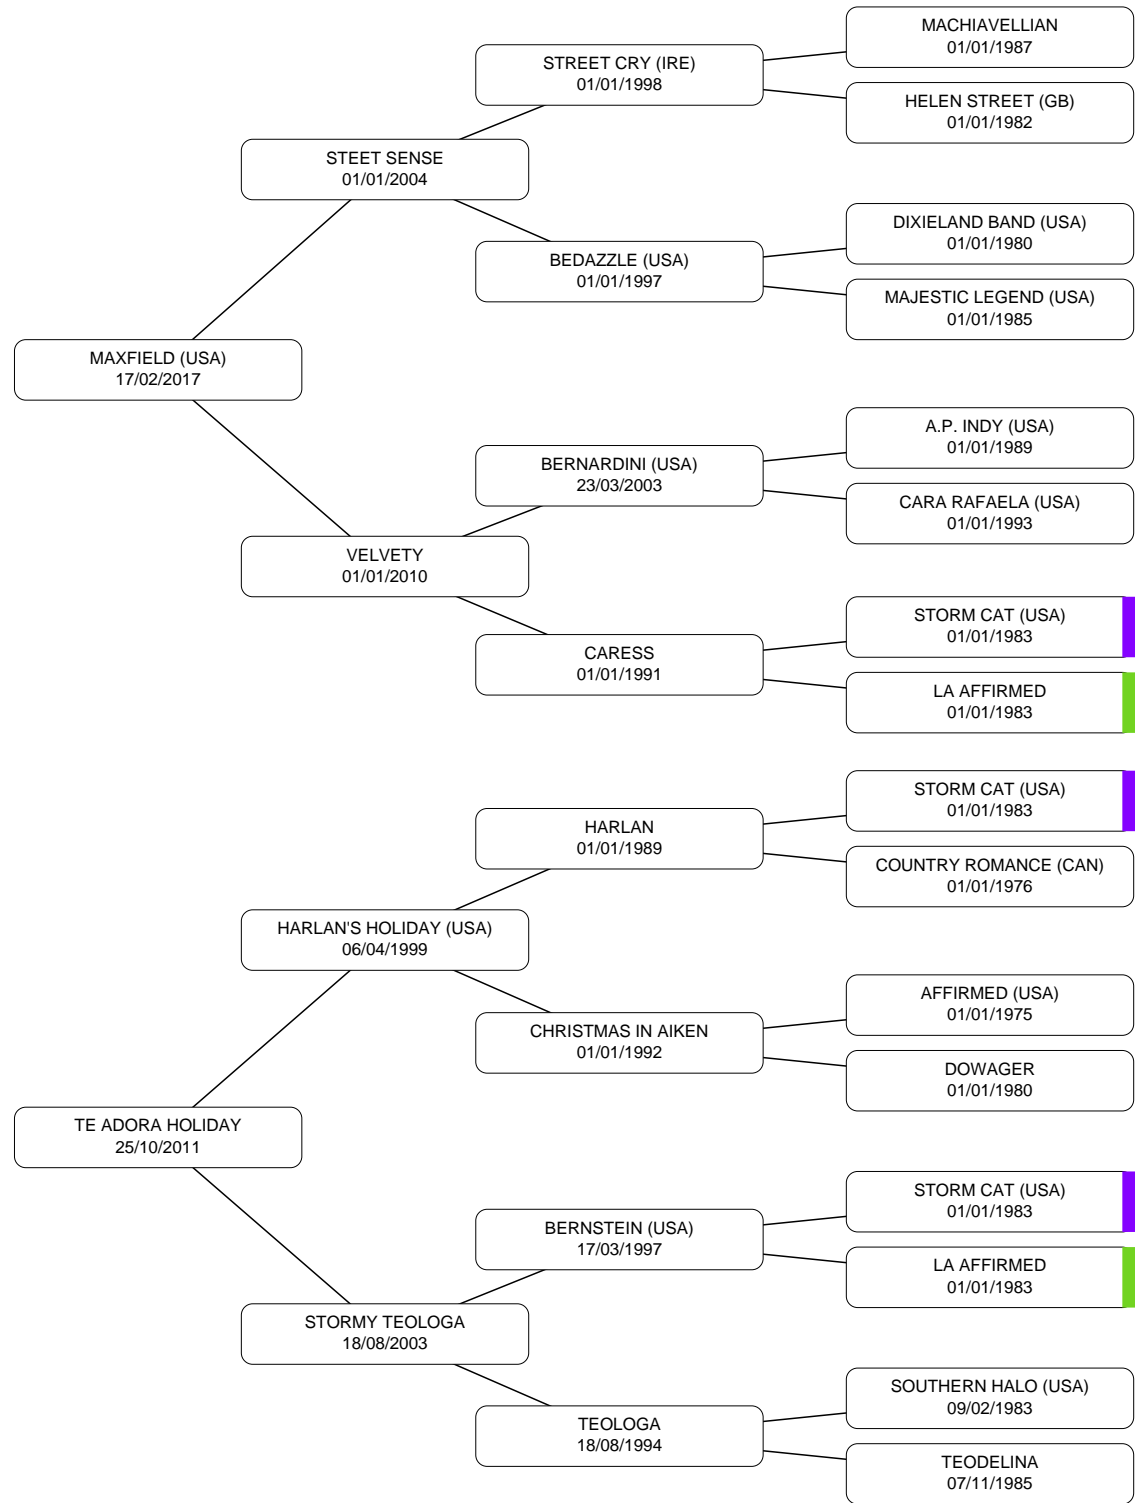 MACHIAVELLIAN
01/01/1987
STREET CRY (IRE)
01/01/1998
HELEN STREET (GB)
01/01/1982
STEET SENSE
01/01/2004
DIXIELAND BAND (USA)
01/01/1980
BEDAZZLE (USA)
01/01/1997
MAJESTIC LEGEND (USA)
01/01/1985
MAXFIELD (USA)
17/02/2017
A.P. INDY (USA)
01/01/1989
BERNARDINI (USA)
23/03/2003
CARA RAFAELA (USA)
01/01/1993
VELVETY
01/01/2010
STORM CAT (USA)
01/01/1983
CARESS
01/01/1991
LA AFFIRMED
01/01/1983
STORM CAT (USA)
01/01/1983
HARLAN
01/01/1989
COUNTRY ROMANCE (CAN)
01/01/1976
HARLAN'S HOLIDAY (USA)
06/04/1999
AFFIRMED (USA)
01/01/1975
CHRISTMAS IN AIKEN
01/01/1992
DOWAGER
01/01/1980
TE ADORA HOLIDAY
25/10/2011
STORM CAT (USA)
01/01/1983
BERNSTEIN (USA)
17/03/1997
LA AFFIRMED
01/01/1983
STORMY TEOLOGA
18/08/2003
SOUTHERN HALO (USA)
09/02/1983
TEOLOGA
18/08/1994
TEODELINA
07/11/1985